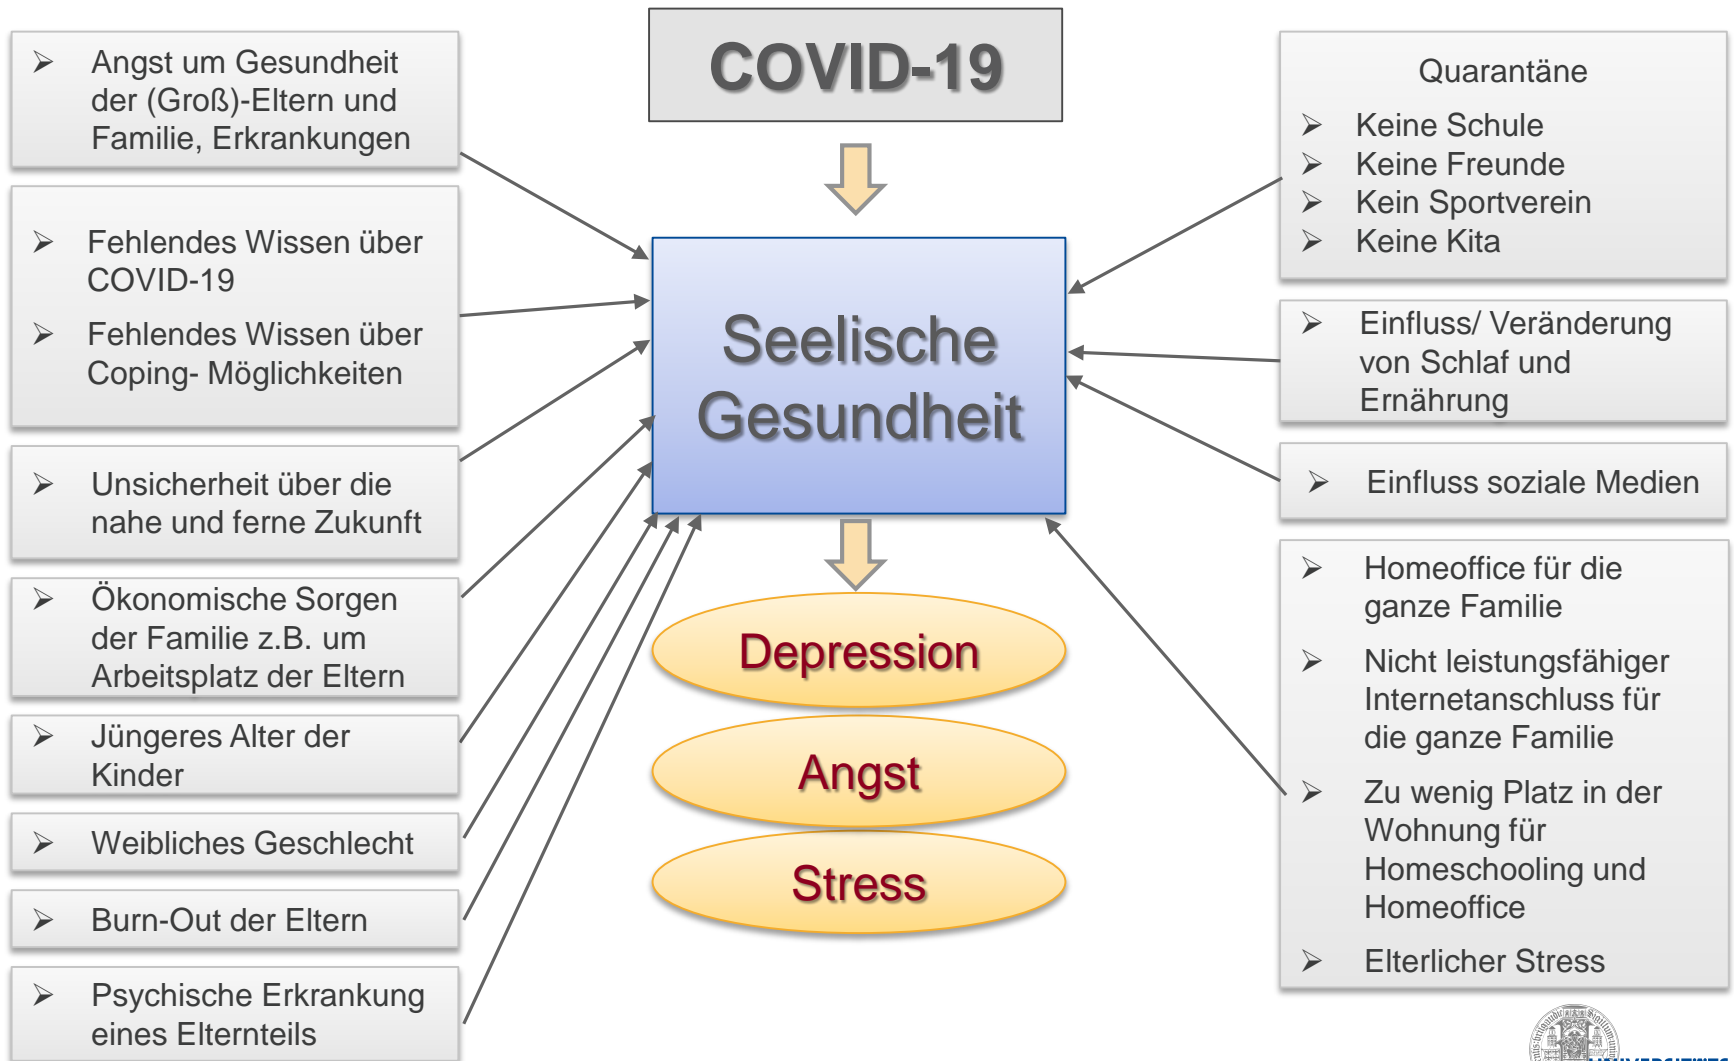 COVID-19
➢ Angst um Gesundheit
der (Groß)-Eltern und
Familie, Erkrankungen
➢ Fehlendes Wissen über
COVID-19
➢ Fehlendes Wissen über
Coping- Möglichkeiten
➢ Unsicherheit über die
nahe und ferne Zukunft
➢ Ökonomische Sorgen
der Familie z.B. um
Arbeitsplatz der Eltern
➢ Jüngeres Alter der
Kinder
➢ Weibliches Geschlecht
➢ Burn-Out der Eltern
➢ Psychische Erkrankung
eines Elternteils
Seelische
Gesundheit
Depression
Angst
Stress
Quarantäne
➢ Keine Schule
➢ Keine Freunde
➢ Kein Sportverein
➢ Keine Kita
➢ Einfluss/ Veränderung
von Schlaf und
Ernährung
➢ Einfluss soziale Medien
➢ Homeoffice für die
ganze Familie
➢ Nicht leistungsfähiger
Internetanschluss für
die ganze Familie
➢ Zu wenig Platz in der
Wohnung für
Homeschooling und
Homeoffice
➢ Elterlicher Stress